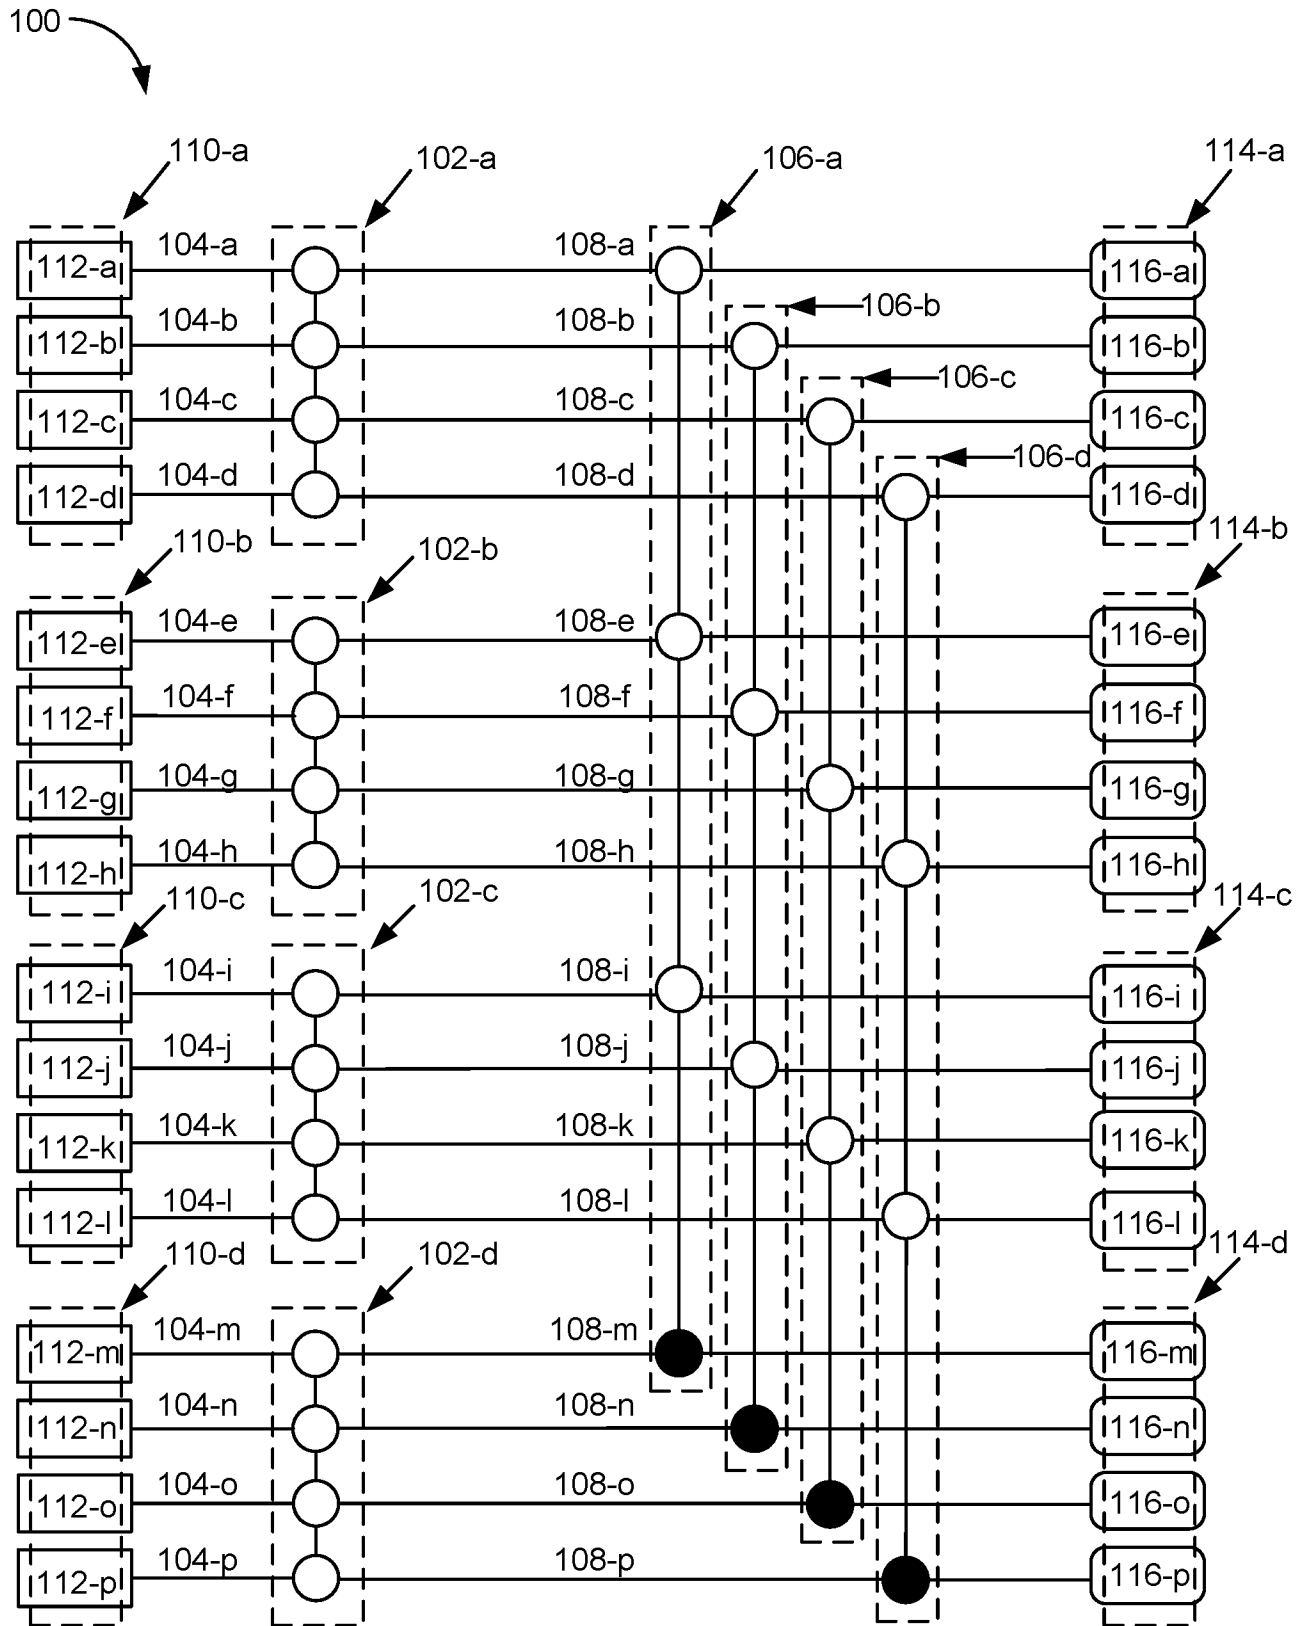 100
110-a 102-a 106-a 114-a
112-a 104-a 108-a 116-a
106-b
112-b 104-b 108-b 116-b
106-c
112-c 104-c 108-c 116-c
106-d
112-d 104-d 108-d 116-d
110-b 102-b 114-b
112-e 104-e 108-e 116-e
112-f 104-f 108-f 116-f
112-g 104-g 108-g 116-g
112-h 104-h 108-h 116-h
110-c 102-c 114-c
112-i 104-i 108-i 116-i
112-j 104-j 108-j 116-j
112-k 104-k 108-k 116-k
112-l 104-l 108-l 116-l
110-d 102-d 114-d
112-m 104-m 108-m 116-m
112-n 104-n 108-n 116-n
112-o 104-o 108-o 116-o
112-p 104-p 108-p 116-p